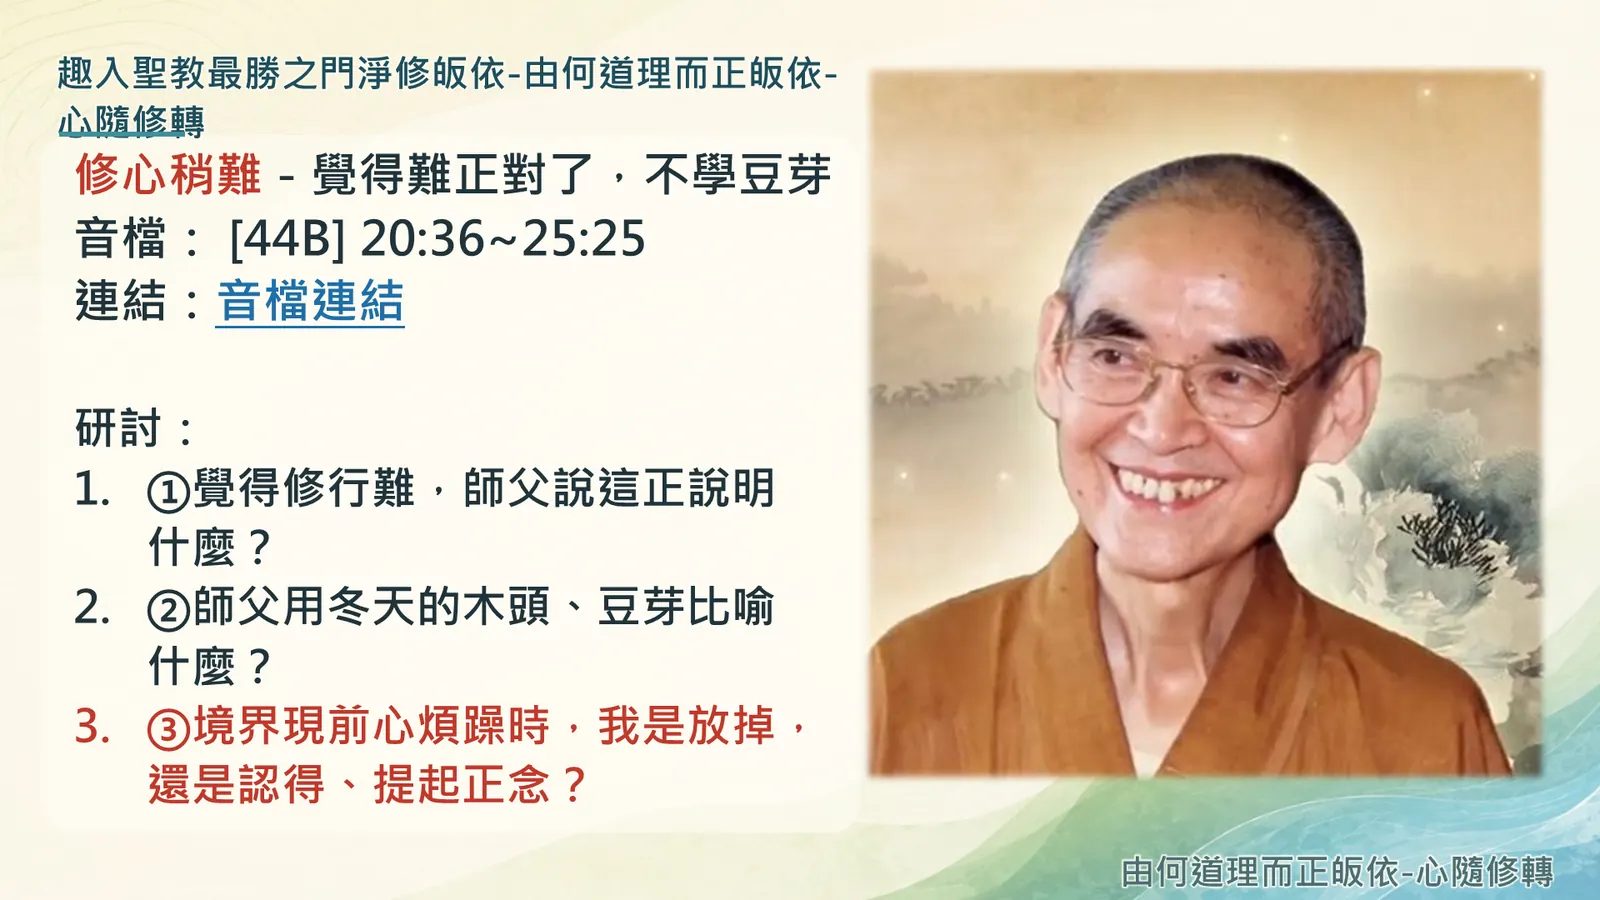 趣入聖教最勝之門淨修皈依-由何道理而正皈依-
心隨修轉
修心稍難 - 覺得難正對了，不學豆芽
音檔： [44B] 20:36~25:25
連結：音檔連結
研討：
1. ①覺得修行難，師父說這正說明
什麼？
2. ②師父用冬天的木頭、豆芽比喻
什麼？
3. ③境界現前心煩躁時，我是放掉，
還是認得、提起正念？
由何道理而正皈依-心隨修轉